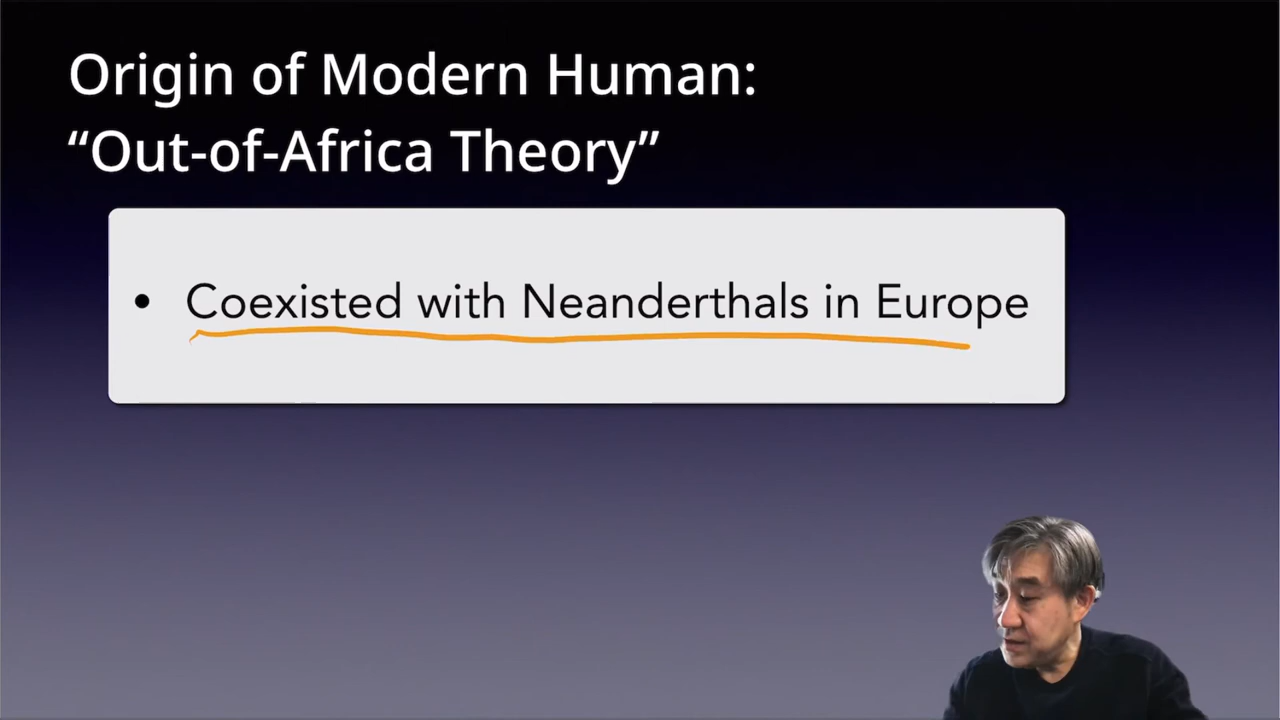 Origin of Modern Human:
“Out-of-Africa Theory”
• Coexisted with Neanderthals in Europe